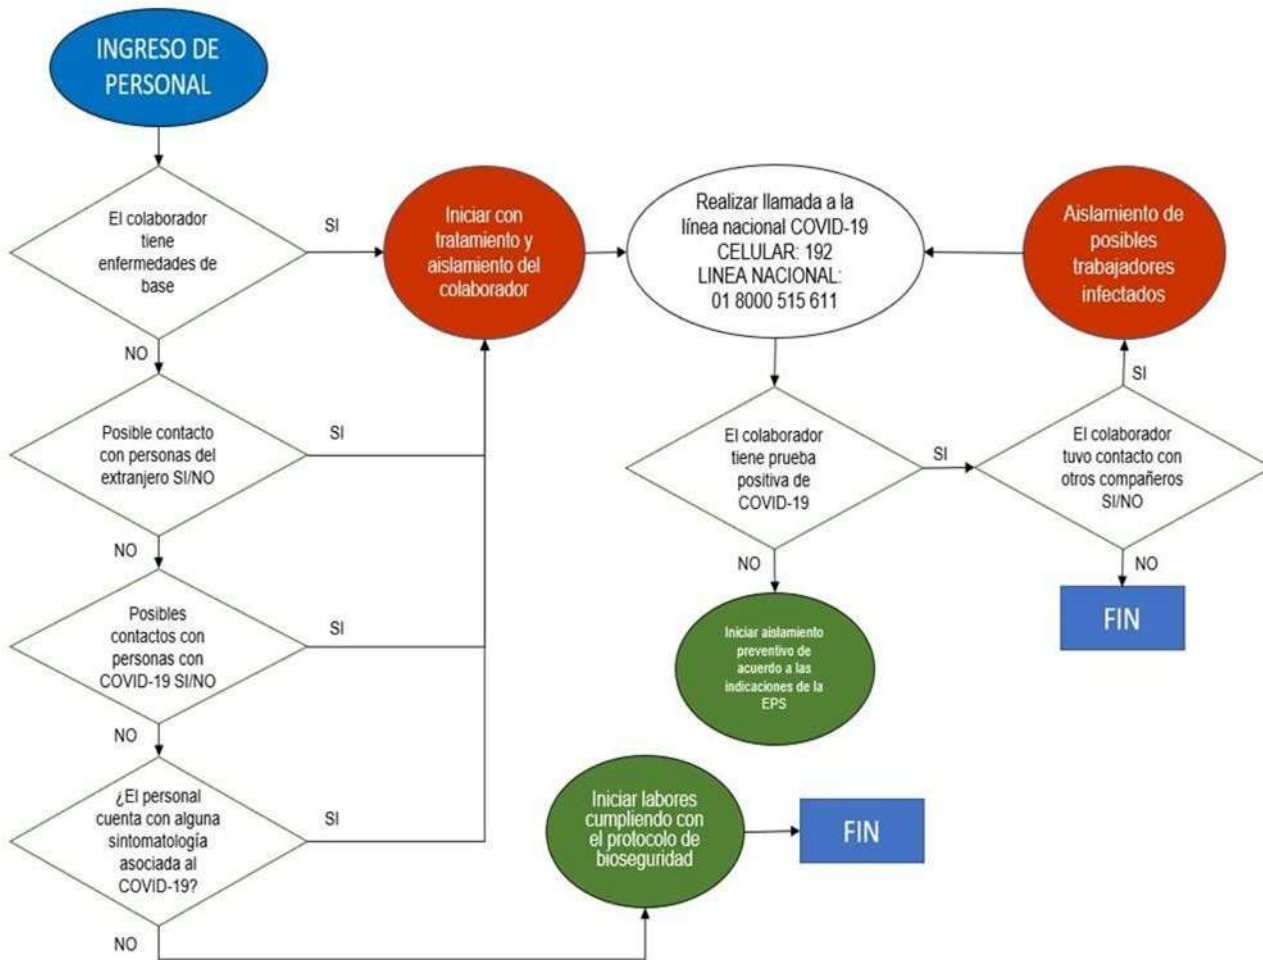 INGRESO DE
PERSONAL
El colaborador
tiene
enfermedades de
base
SI
NO
Iniciar con
tratamiento y
aislamiento del
colaborador
Realizar llamada a la
línea nacional COVID-19
CELULAR: 192
LINEA NACIONAL:
01 8000 515 611
Aislamiento de
posibles
trabajadores
infectados
Posible contacto
con personas del
extranjero SI/NO
SI
NO
El colaborador
tiene prueba
positiva de
COVID-19
SI
NO
El colaborador
tuvo contacto con
otros compañeros
SI/NO
SI
NO
FIN
Posibles
contactos con
personas con
COVID-19 SI/NO
SI
NO
Iniciar aislamiento
preventivo de
acuerdo a las
indicaciones de la
EPS
¿El personal
cuenta con alguna
sintomatología
asociada al
COVID-19?
SI
NO
Iniciar labores
cumpliendo con
el protocolo de
bioseguridad
FIN